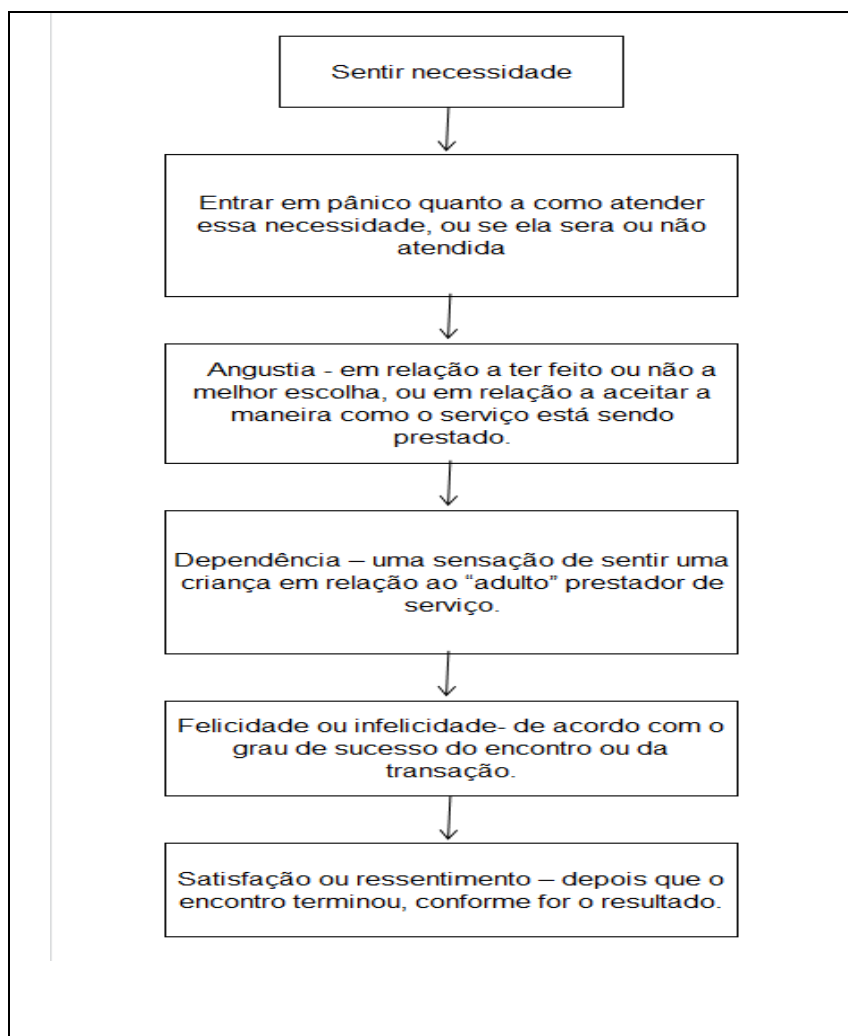 Sentir necessidade
Entrar em pânico quanto a como atender
essa necessidade, ou se ela sera ou não
atendida
Angustia - em relação a ter feito ou não a
melhor escolha, ou em relação a aceitar a
maneira como o serviço está sendo
prestado.
Dependência – uma sensação de sentir uma
criança em relação ao “adulto” prestador de
serviço.
Felicidade ou infelicidade- de acordo com o
grau de sucesso do encontro ou da
transação.
Satisfação ou ressentimento – depois que o
encontro terminou, conforme for o resultado.